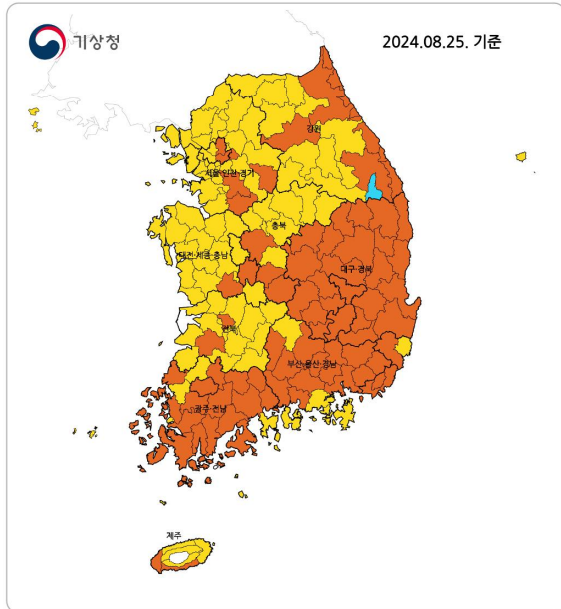 기상청
2024.08.25. 기준
강원
서울·인천·경기
충북
대전·세종·충남
대구·경북
전북
부산·울산·경남
광주·전남
제주